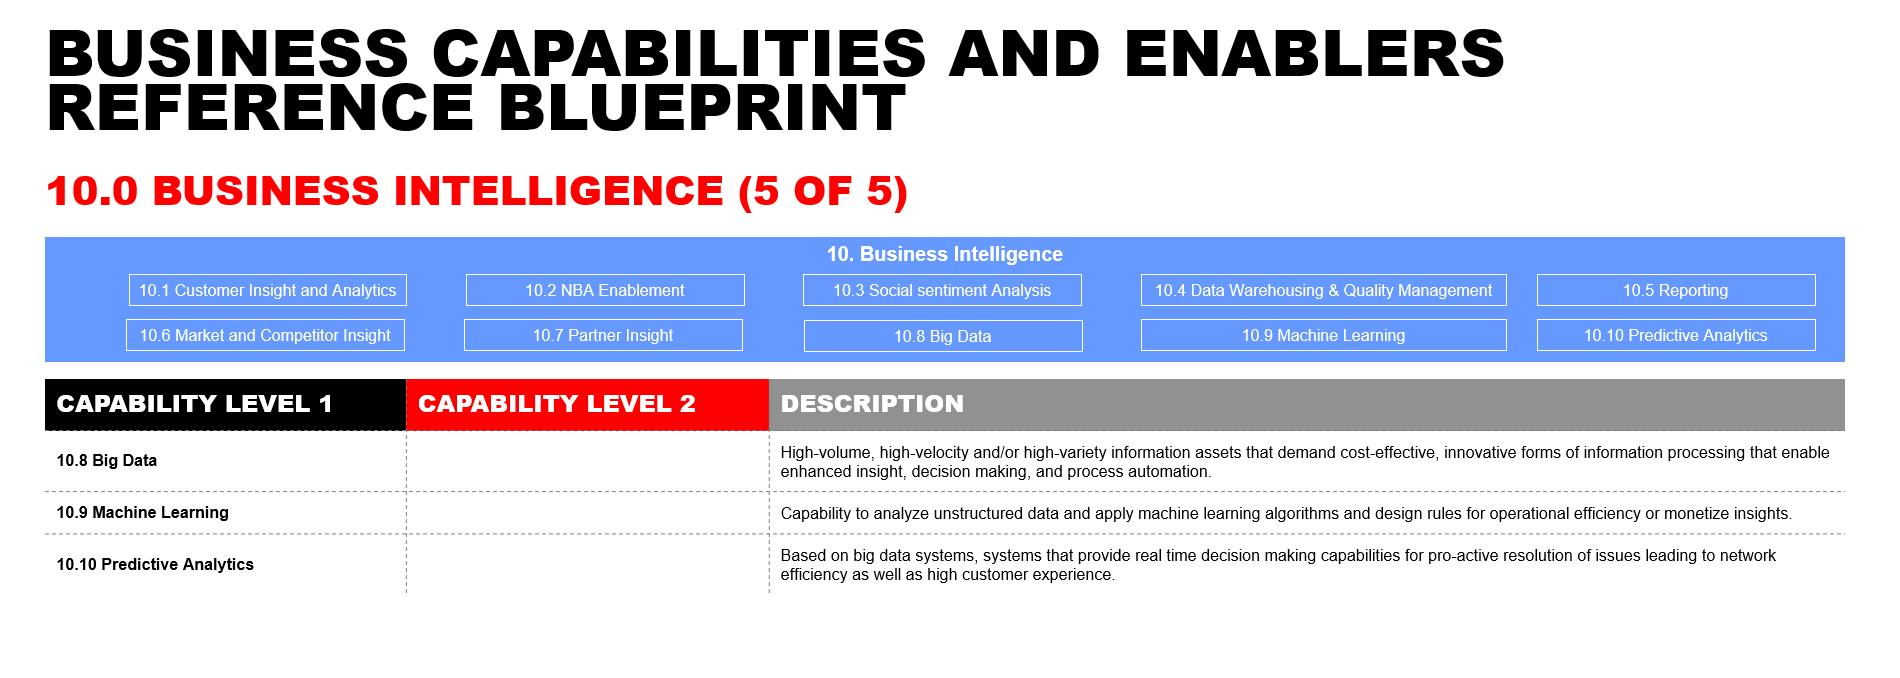 BUSINESS CAPABILITIES AND ENABLERS
REFERENCE BLUEPRINT
10.0 BUSINESS INTELLIGENCE (5 OF 5)
10. Business Intelligence
10.1 Customer Insight and Analytics
10.2 NBA Enablement
10.3 Social sentiment Analysis
10.4 Data Warehousing & Quality Management
10.5 Reporting
10.6 Market and Competitor Insight
10.7 Partner Insight
10.8 Big Data
10.9 Machine Learning
10.10 Predictive Analytics
CAPABILITY LEVEL 1
CAPABILITY LEVEL 2
DESCRIPTION
10.8 Big Data
High-volume, high-velocity and/or high-variety information assets that demand cost-effective, innovative forms of information processing that enable
enhanced insight, decision making, and process automation.
10.9 Machine Learning
Capability to analyze unstructured data and apply machine learning algorithms and design rules for operational efficiency or monetize insights.
10.10 Predictive Analytics
Based on big data systems, systems that provide real time decision making capabilities for pro-active resolution of issues leading to network
efficiency as well as high customer experience.